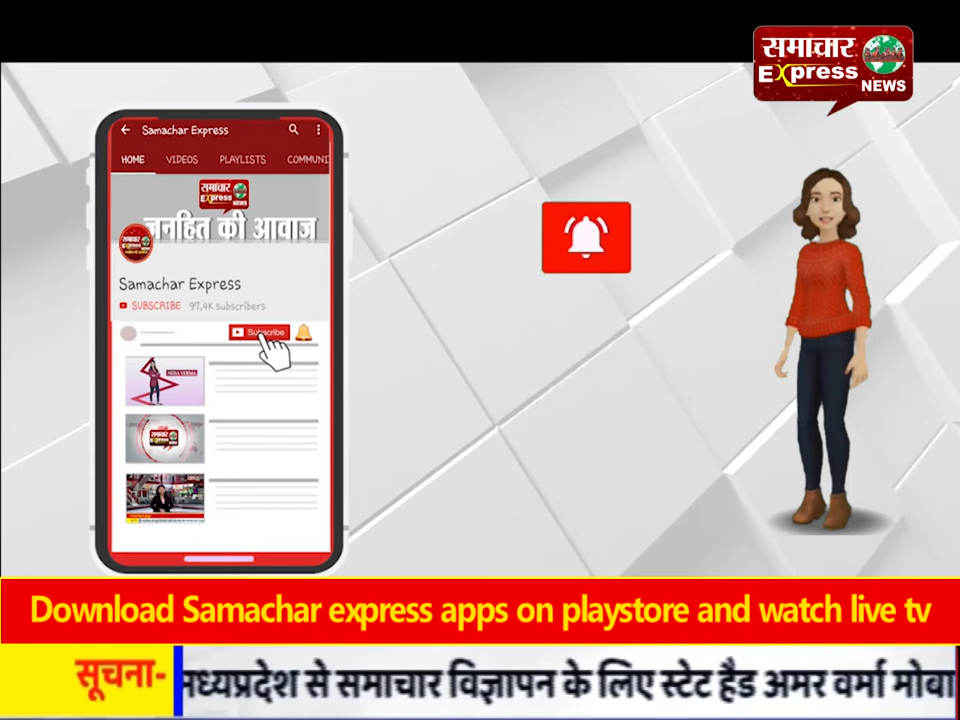 समाचार
Express
NEWS
Samachar Express
HOME VIDEOS PLAYLISTS COMMUNI
समाचार
Express
NEWS
जनहित की आवाज
Samachar Express
SUBSCRIBE 97.4K subscribers
Subscribe
Download Samachar express apps on playstore and watch live tv
सूचना- मध्यप्रदेश से समाचार विज्ञापन के लिए स्टेट हैड अमर वर्मा मोबा